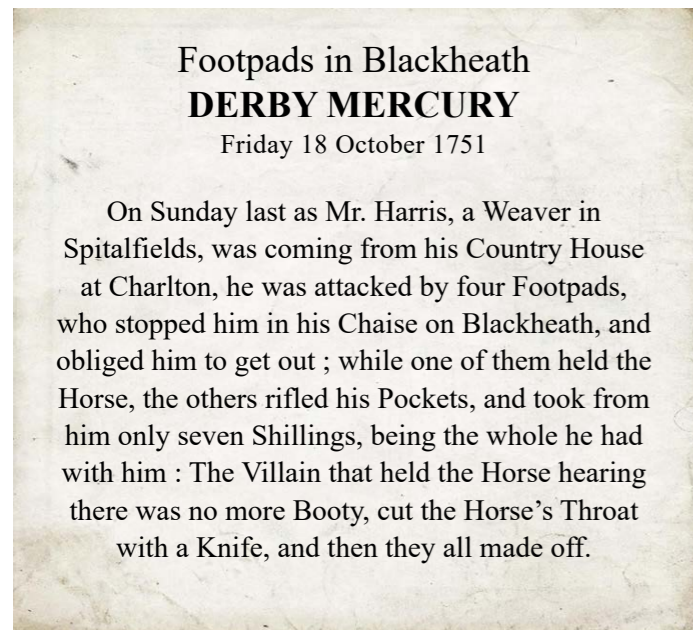 Footpads in Blackheath
DERBY MERCURY
Friday 18 October 1751
On Sunday last as Mr. Harris, a Weaver in
Spitalfields, was coming from his Country House
at Charlton, he was attacked by four Footpads,
who stopped him in his Chaise on Blackheath, and
obliged him to get out ; while one of them held the
Horse, the others rifled his Pockets, and took from
him only seven Shillings, being the whole he had
with him : The Villain that held the Horse hearing
there was no more Booty, cut the Horse’s Throat
with a Knife, and then they all made off.